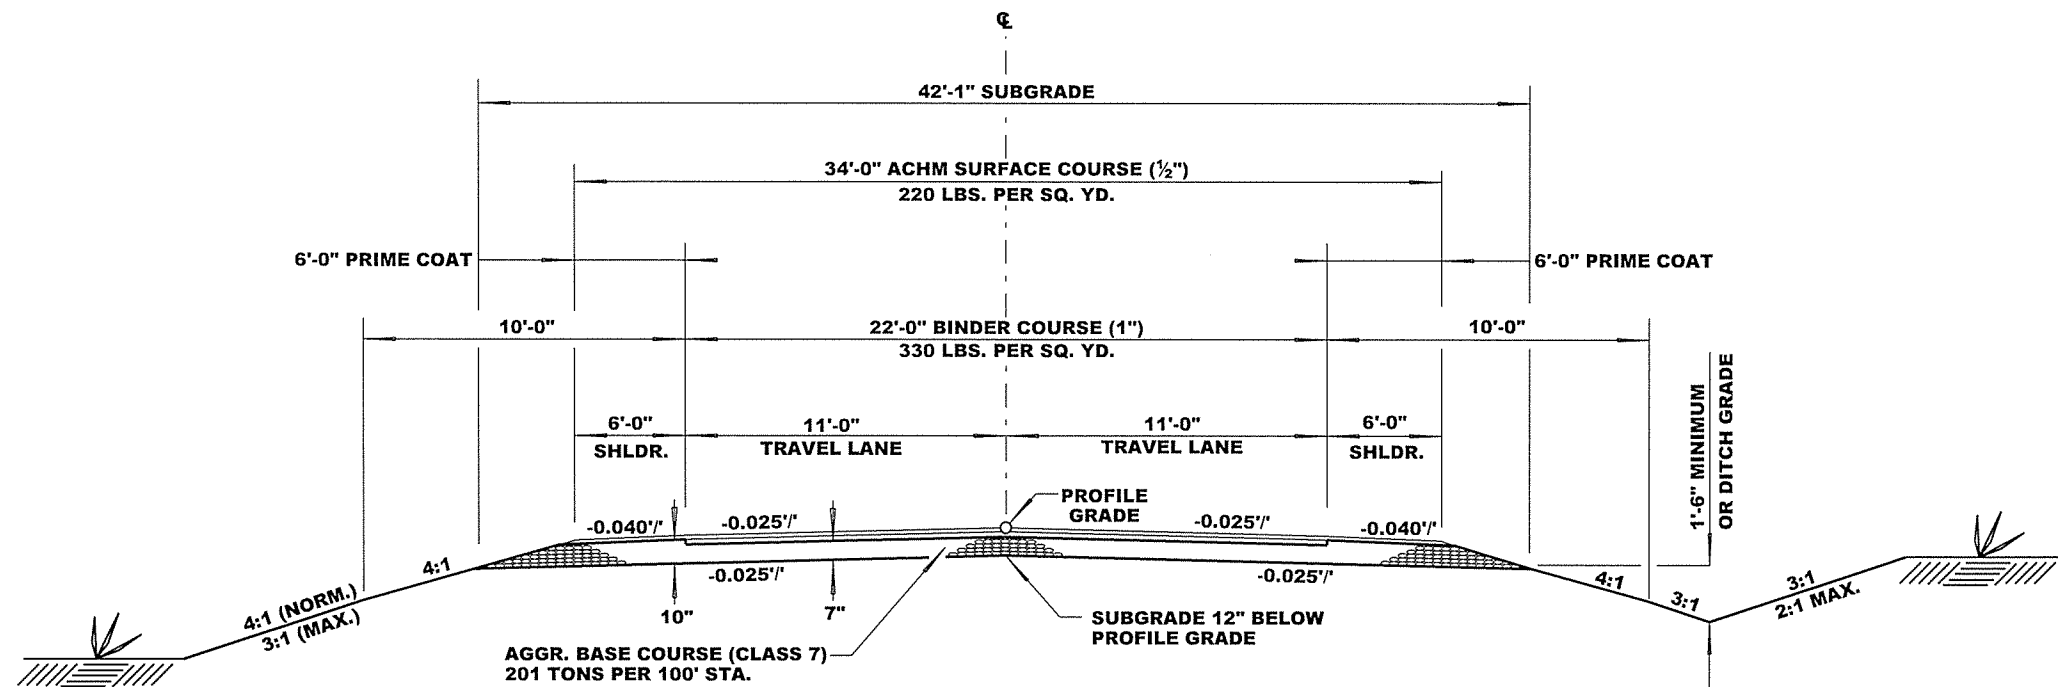 ℄
42'-1" SUBGRADE
34'-0" ACHM SURFACE COURSE (½")
220 LBS. PER SQ. YD.
6'-0" PRIME COAT
6'-0" PRIME COAT
10'-0"
22'-0" BINDER COURSE (1")
330 LBS. PER SQ. YD.
10'-0"
1'-6" MINIMUM
OR DITCH GRADE
6'-0"
SHLDR.
11'-0"
TRAVEL LANE
11'-0"
TRAVEL LANE
6'-0"
SHLDR.
PROFILE
GRADE
-0.040'/'
-0.025'/'
-0.025'/'
-0.040'/'
4:1
-0.025'/'
-0.025'/'
4:1
3:1
3:1
2:1 MAX.
4:1 (NORM.)
3:1 (MAX.)
10"
7"
SUBGRADE 12" BELOW
PROFILE GRADE
AGGR. BASE COURSE (CLASS 7)
201 TONS PER 100' STA.